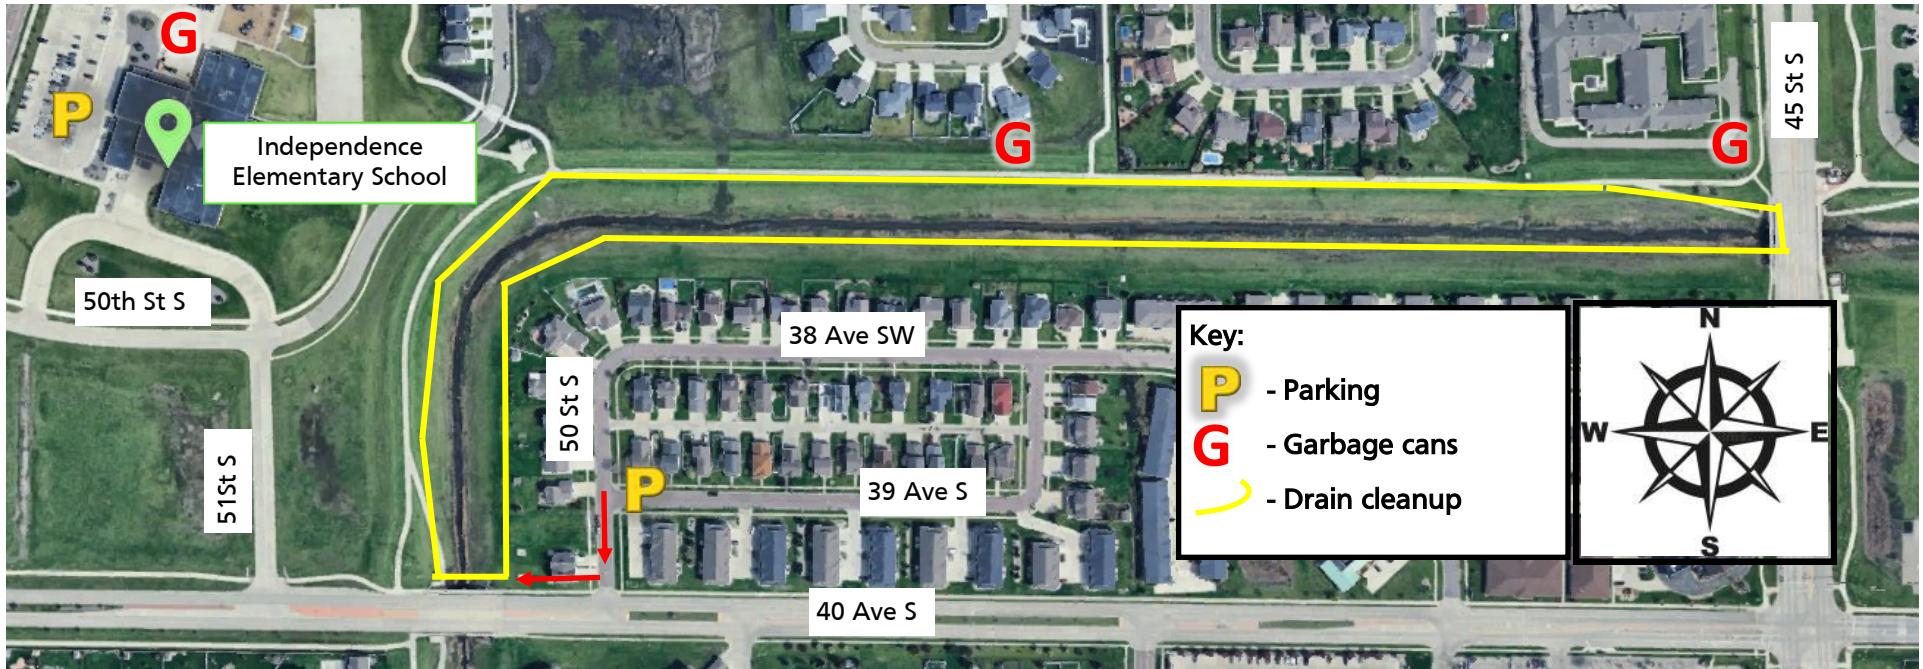 G
P
Independence
Elementary School
50th St S
51St S
50 St S
38 Ave SW
39 Ave S
P
40 Ave S
G
G
45 St S
Key:
P - Parking
G - Garbage cans
- Drain cleanup
N
W E
S